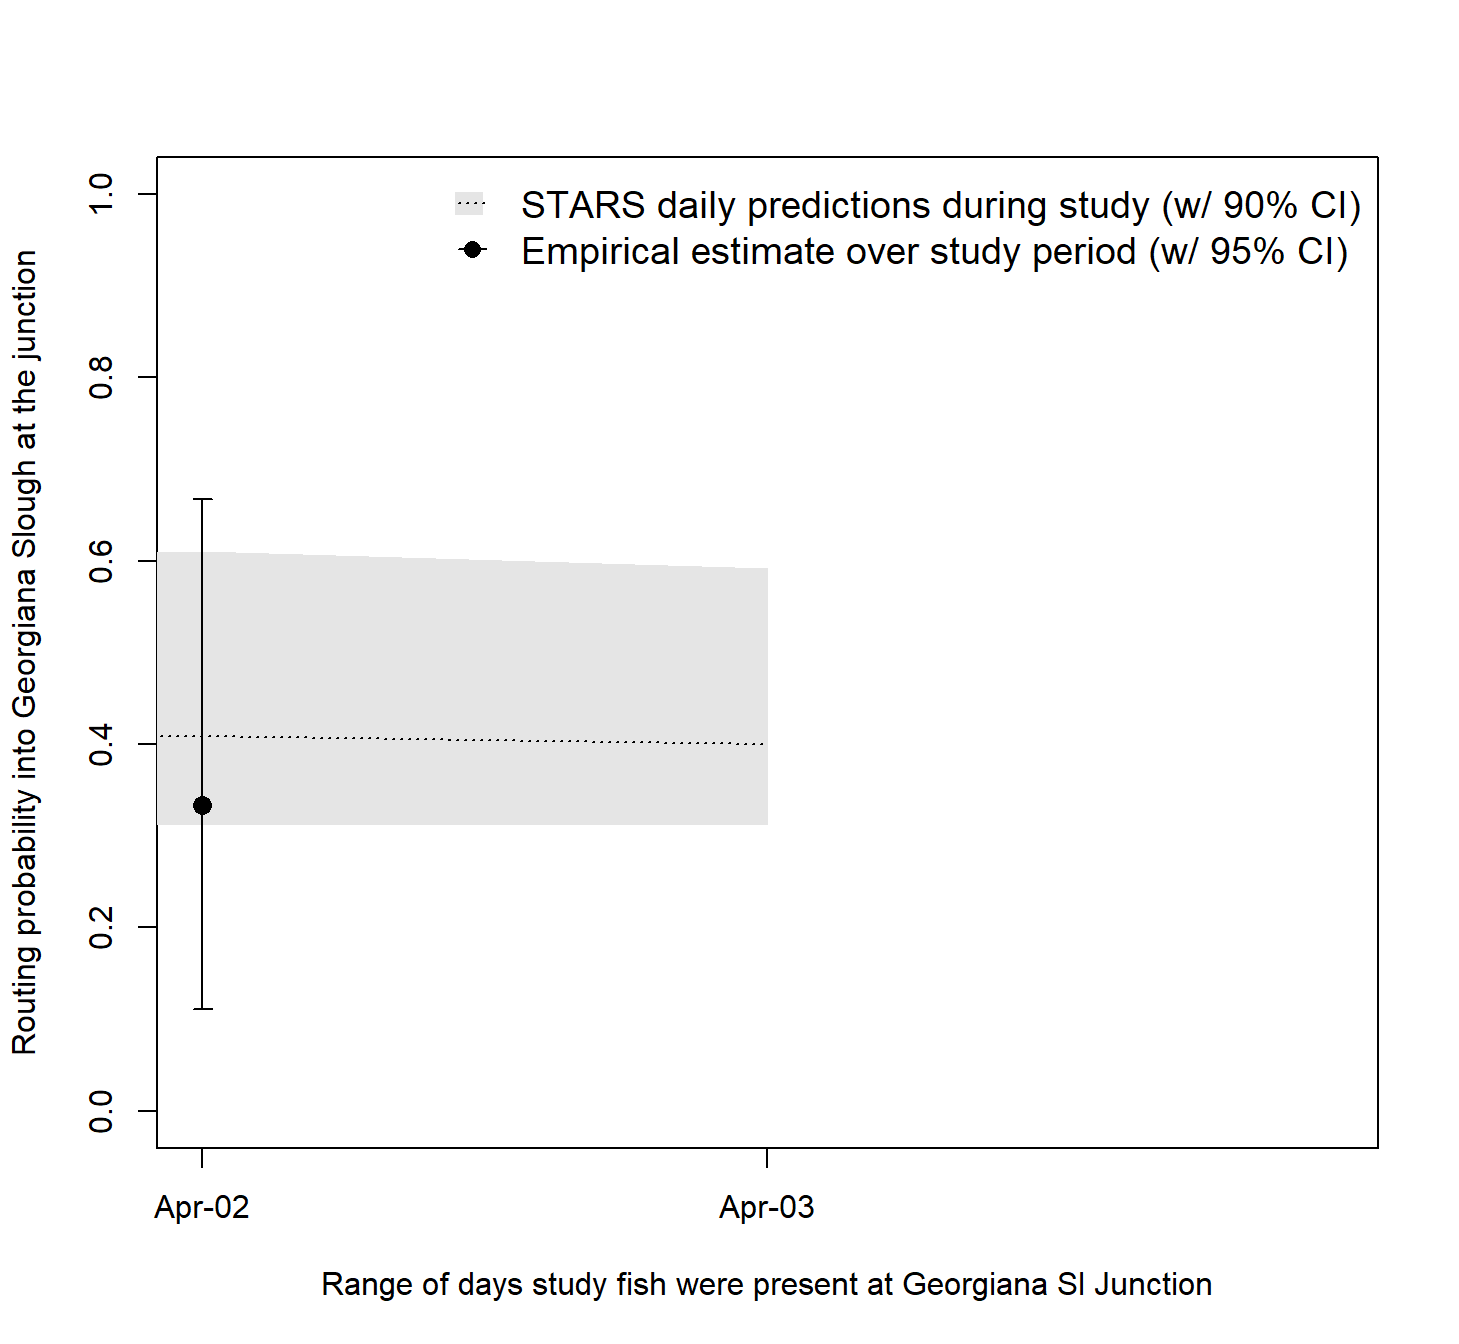 STARS daily predictions during study (w/ 90% CI)
Empirical estimate over study period (w/ 95% CI)
Routing probability into Georgiana Slough at the junction
1.0
0.8
0.6
0.4
0.2
0.0
Apr-02
Apr-03
Range of days study fish were present at Georgiana Sl Junction